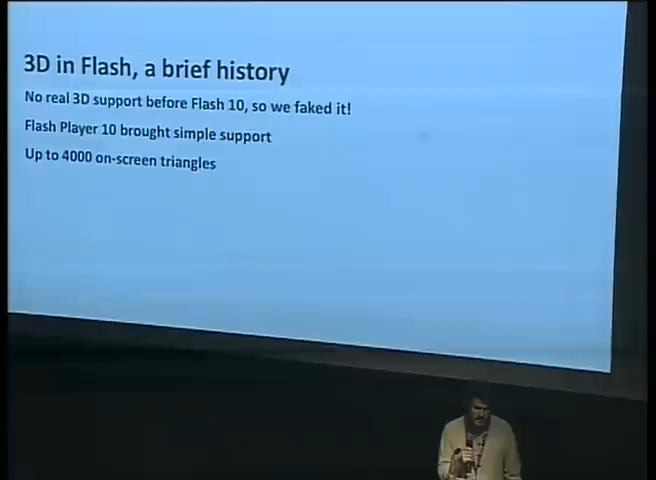 3D in Flash, a brief history
No real 3D support before Flash 10, so we faked it!
Flash Player 10 brought simple support
Up to 4000 on-screen triangles